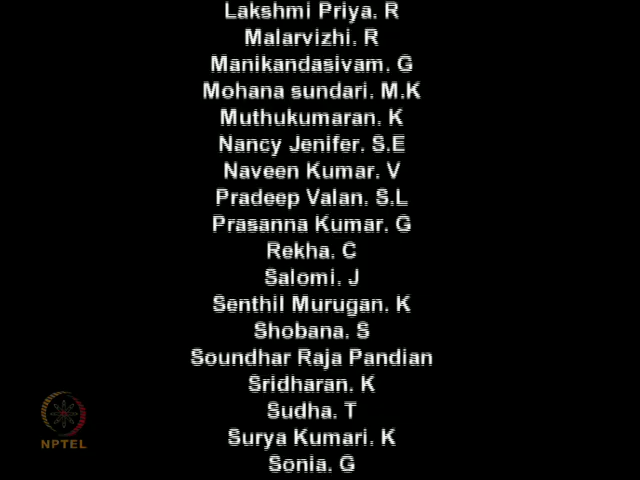 Lakshmi Priya. R
Malarvizhi. R
Manikandasivam. G
Mohana sundari. M.K
Muthukumaran. K
Nancy Jenifer. S.E
Naveen Kumar. V
Pradeep Valan. S.L
Prasanna Kumar. G
Rekha. C
Salomi. J
Senthil Murugan. K
Shobana. S
Soundhar Raja Pandian
Sridharan. K
Sudha. T
Surya Kumari. K
Sonia. G
NPTEL